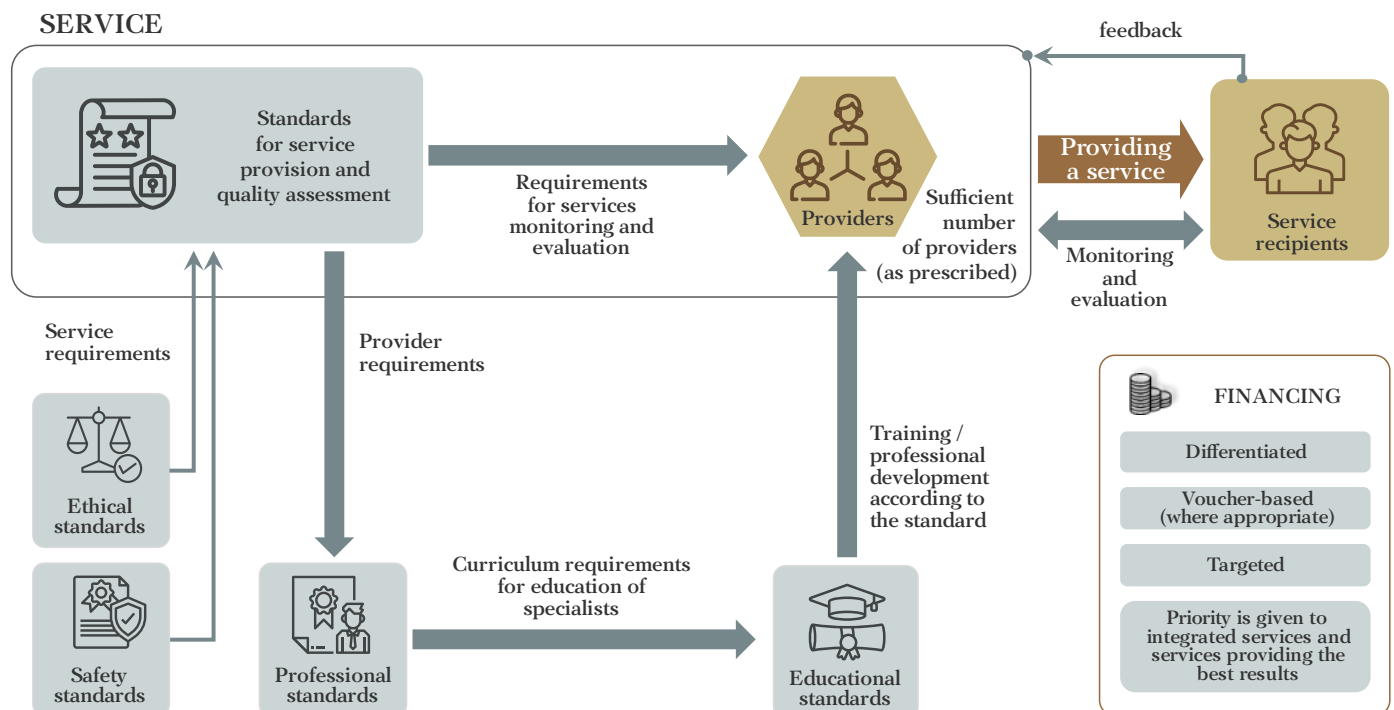 SERVICE
feedback
Standards
for service
provision and
quality assessment
Requirements
for services
monitoring and
evaluation
Providers
Sufficient
number
of providers
(as prescribed)
Providing
a service
Monitoring
and
evaluation
Service
recipients
Service
requirements
Provider
requirements
Ethical
standards
Safety
standards
Professional
standards
Curriculum requirements
for education of
specialists
Training /
professional
development
according to
the standard
Educational
standards
FINANCING
Differentiated
Voucher-based
(where appropriate)
Targeted
Priority is given to
integrated services and
services providing the
best results